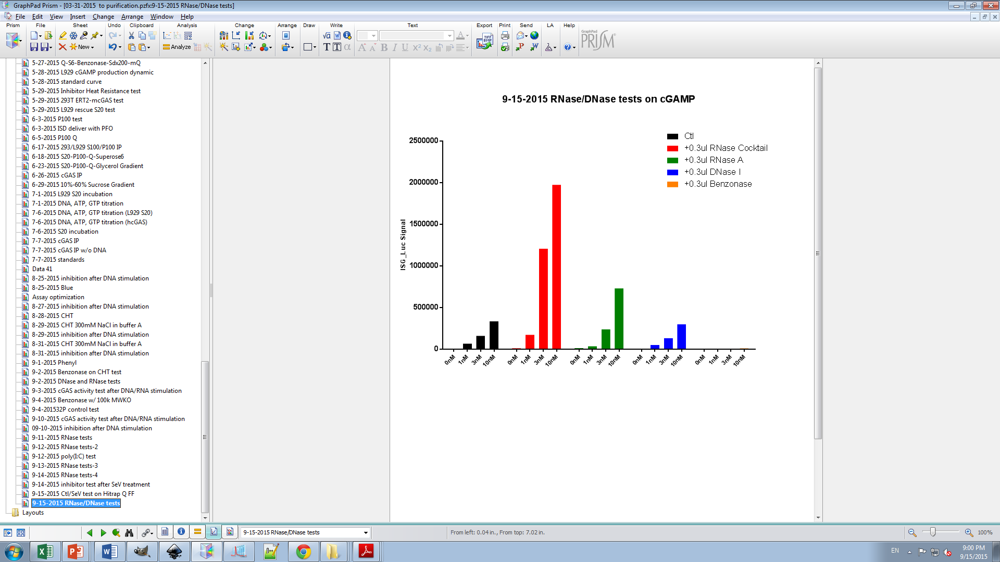 GraphPad Prism - [03-31-2015  to purification.pzfx:9-15-2015 RNase/DNase tests]
File Edit View Insert Change Arrange Window Help
Prism File Sheet Undo Clipboard Analysis Change Arrange Draw Write Text Export Print Send LA Help
New
Analyze
TIFF
BMP
GraphPad
PRISM
5-27-2015 Q-S6-Benzonase-Sdx200-mQ
5-28-2015 L929 cGAMP production dynamic
5-28-2015 standard curve
5-29-2015 Inhibitor Heat Resistance test
5-29-2015 293T ERT2-mcGAS test
5-29-2015 L929 rescue S20 test
6-3-2015 P100 test
6-3-2015 ISD deliver with PFO
6-5-2015 P100 Q
6-17-2015 293/L929 S100/P100 IP
6-18-2015 S20-P100-Q-Superose6
6-23-2015 S20-P100-Q-Glycerol Gradient
6-26-2015 cGAS IP
6-29-2015 10%-60% Sucrose Gradient
7-1-2015 L929 S20 incubation
7-1-2015 DNA, ATP, GTP titration
7-6-2015 DNA, ATP, GTP titration (L929 S20)
7-6-2015 DNA, ATP, GTP titration (hcGAS)
7-6-2015 S20 incubation
7-7-2015 cGAS IP
7-7-2015 cGAS IP w/o DNA
7-7-2015 standards
Data 41
8-25-2015 inhibition after DNA stimulation
8-25-2015 Blue
Assay optimization
8-27-2015 inhibition after DNA stimulation
8-28-2015 CHT
8-29-2015 CHT 300mM NaCl in buffer A
8-29-2015 inhibition after DNA stimulation
8-31-2015 CHT 300mM NaCl in buffer A
8-31-2015 inhibition after DNA stimulation
9-1-2015 Phenyl
9-2-2015 Benzonase on CHT test
9-2-2015 DNase and RNase tests
9-3-2015 cGAS activity test after DNA/RNA stimulation
9-4-2015 Benzonase w/ 100k MWKO
9-4-201532P control test
9-10-2015 cGAS activity test after DNA/RNA stimulation
09-10-2015 inhibition after DNA stimulation
9-11-2015 RNase tests
9-12-2015 RNase tests-2
9-12-2015 poly(I:C) test
9-13-2015 RNase tests-3
9-14-2015 RNase tests-4
9-14-2015 inhibitor test after SeV treatment
9-15-2015 Ctl/SeV test on Hitrap Q FF
9-15-2015 RNase/DNase tests
Layouts
9-15-2015 RNase/DNase tests on cGAMP
Ctl
+0.3ul RNase Cocktail
+0.3ul RNase A
+0.3ul DNase I
+0.3ul Benzonase
ISG_Luc Signal
2500000
2000000
1500000
1000000
500000
0
0nM 1nM 3nM 10nM 0nM 1nM 3nM 10nM 0nM 1nM 3nM 10nM 0nM 1nM 3nM 10nM 0nM 1nM 3nM 10nM
9-15-2015 RNase/DNase tests
From left: 0.04 in., From top: 7.02 in.
100%
EN
9:00 PM
9/15/2015